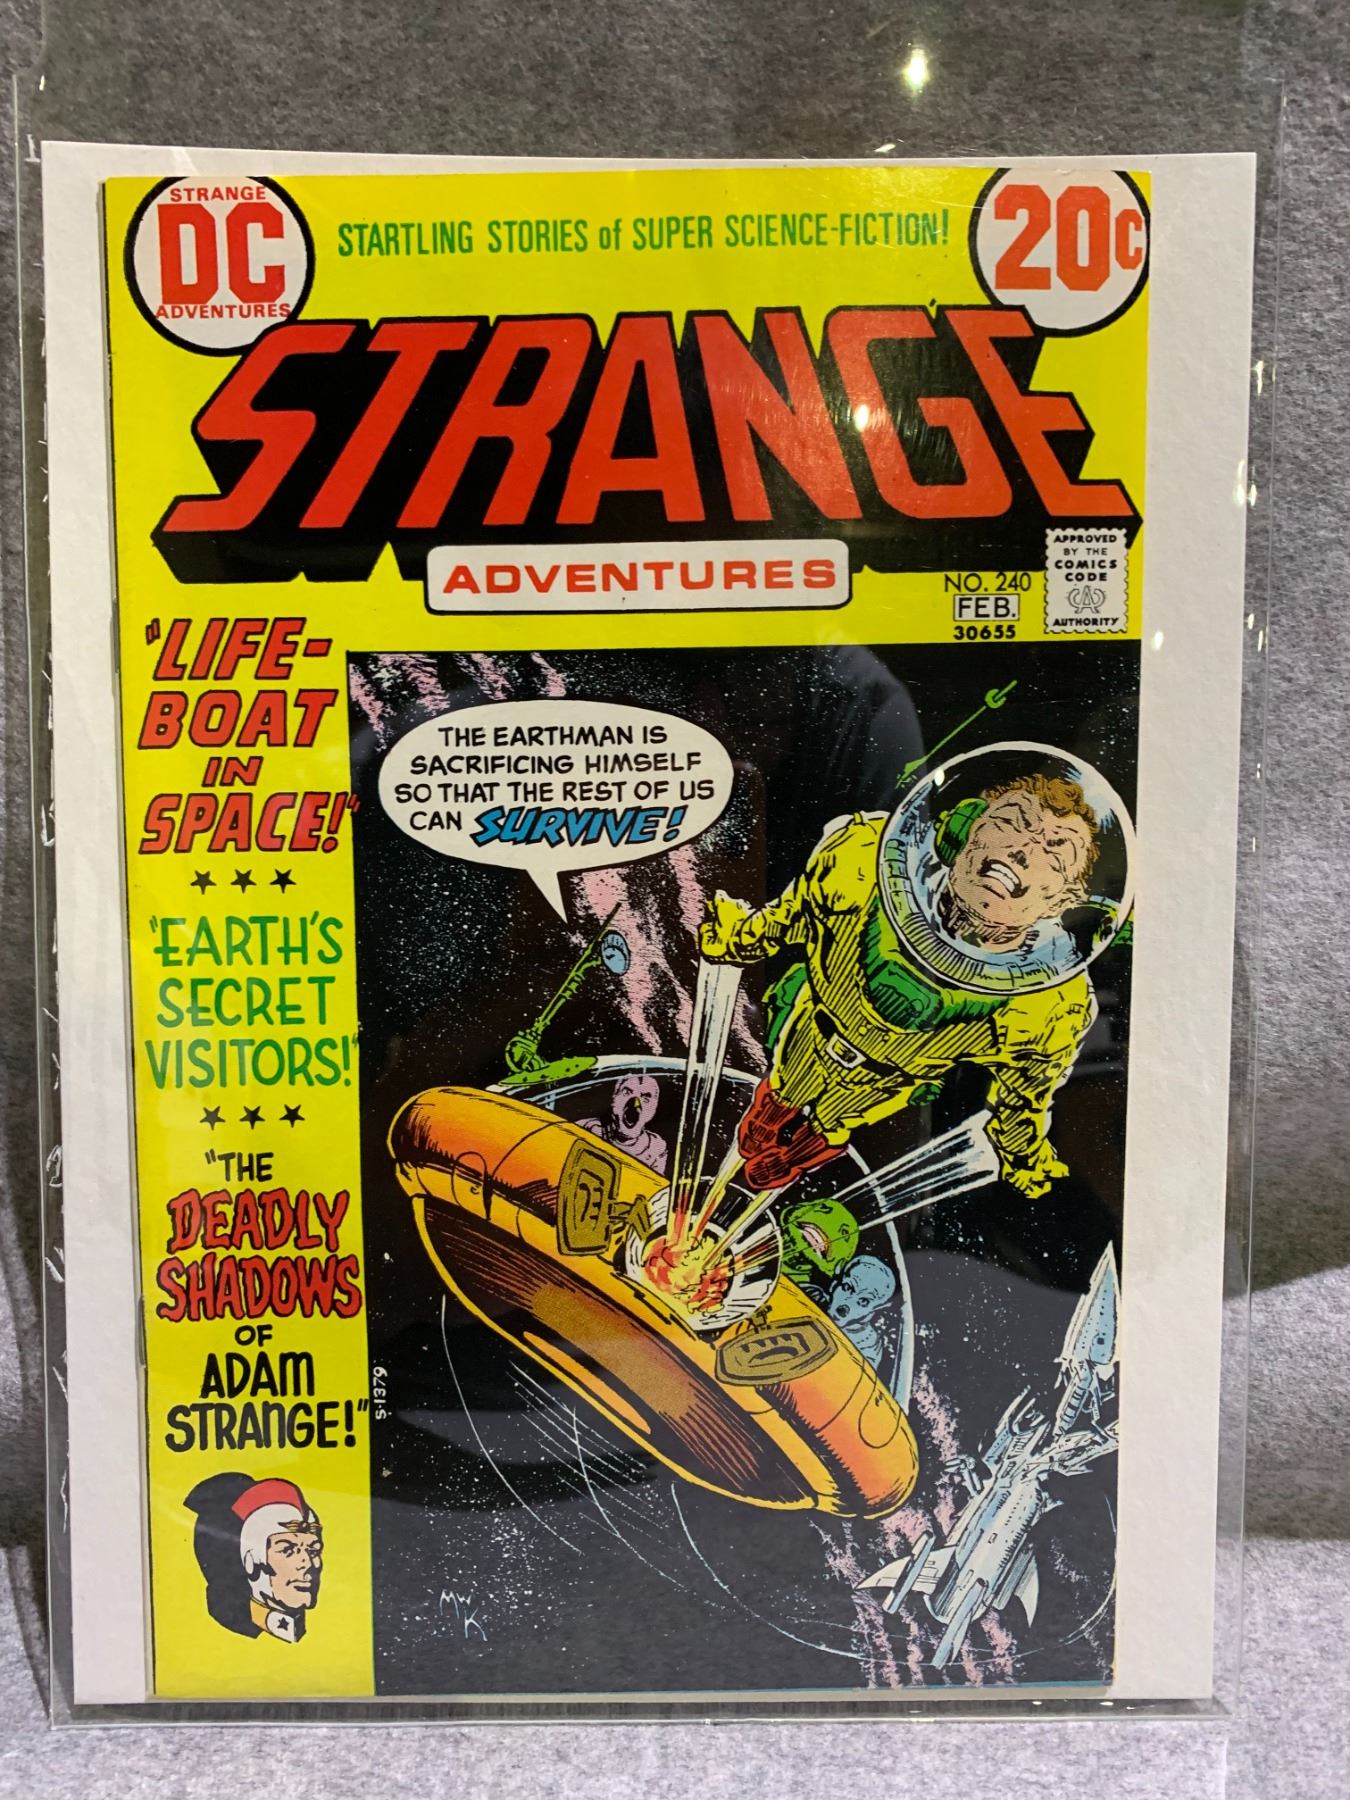 STRANGE
DC
ADVENTURES
STARTLING STORIES of SUPER SCIENCE-FICTION!
20c
STRANGE
ADVENTURES
NO. 240
FEB.
30655
APPROVED
BY THE
COMICS
CODE
CA
AUTHORITY
"LIFE-
BOAT
IN
SPACE!"
"EARTH'S
SECRET
VISITORS!"
"THE
DEADLY
SHADOWS
OF
ADAM
STRANGE!"
THE EARTHMAN IS
SACRIFICING HIMSELF
SO THAT THE REST OF US
CAN SURVIVE!
S-1379
MW
K